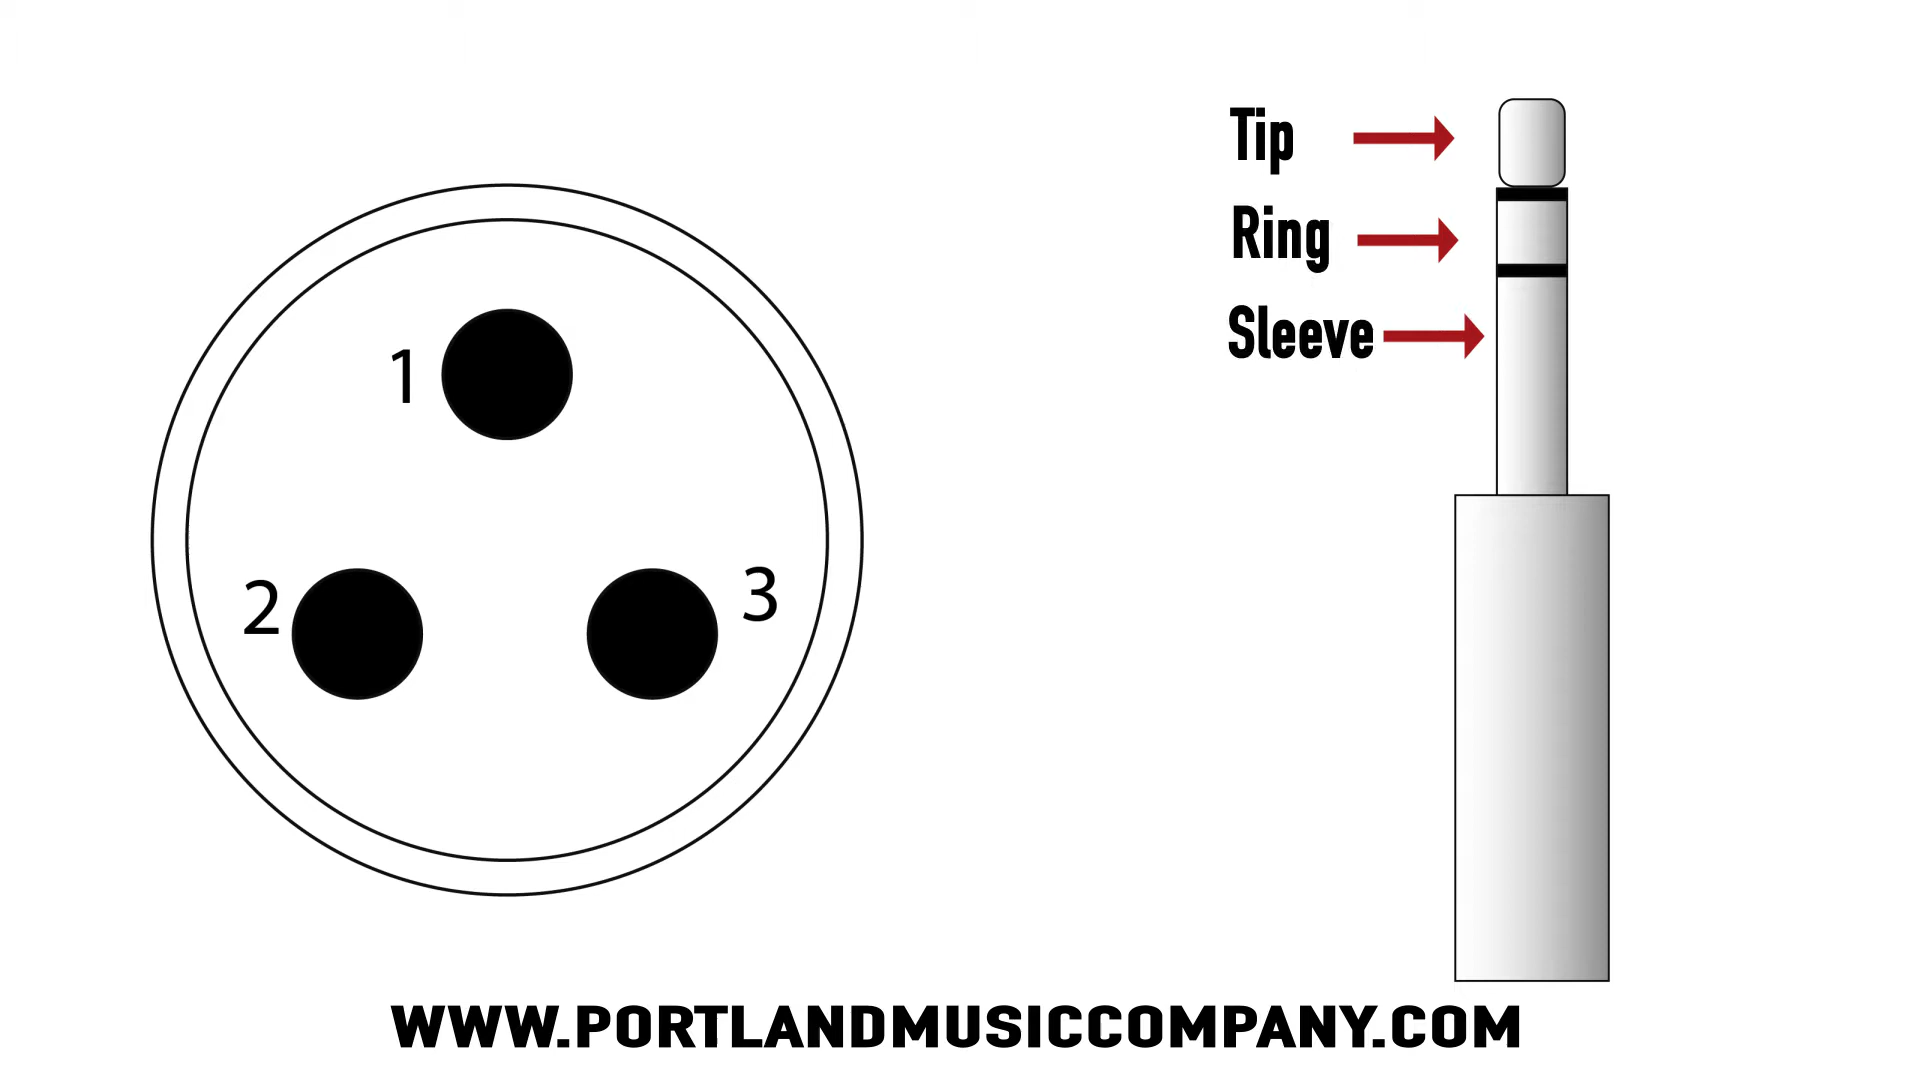 1
2
3
Tip
Ring
Sleeve
WWW.PORTLANDMUSICCOMPANY.COM